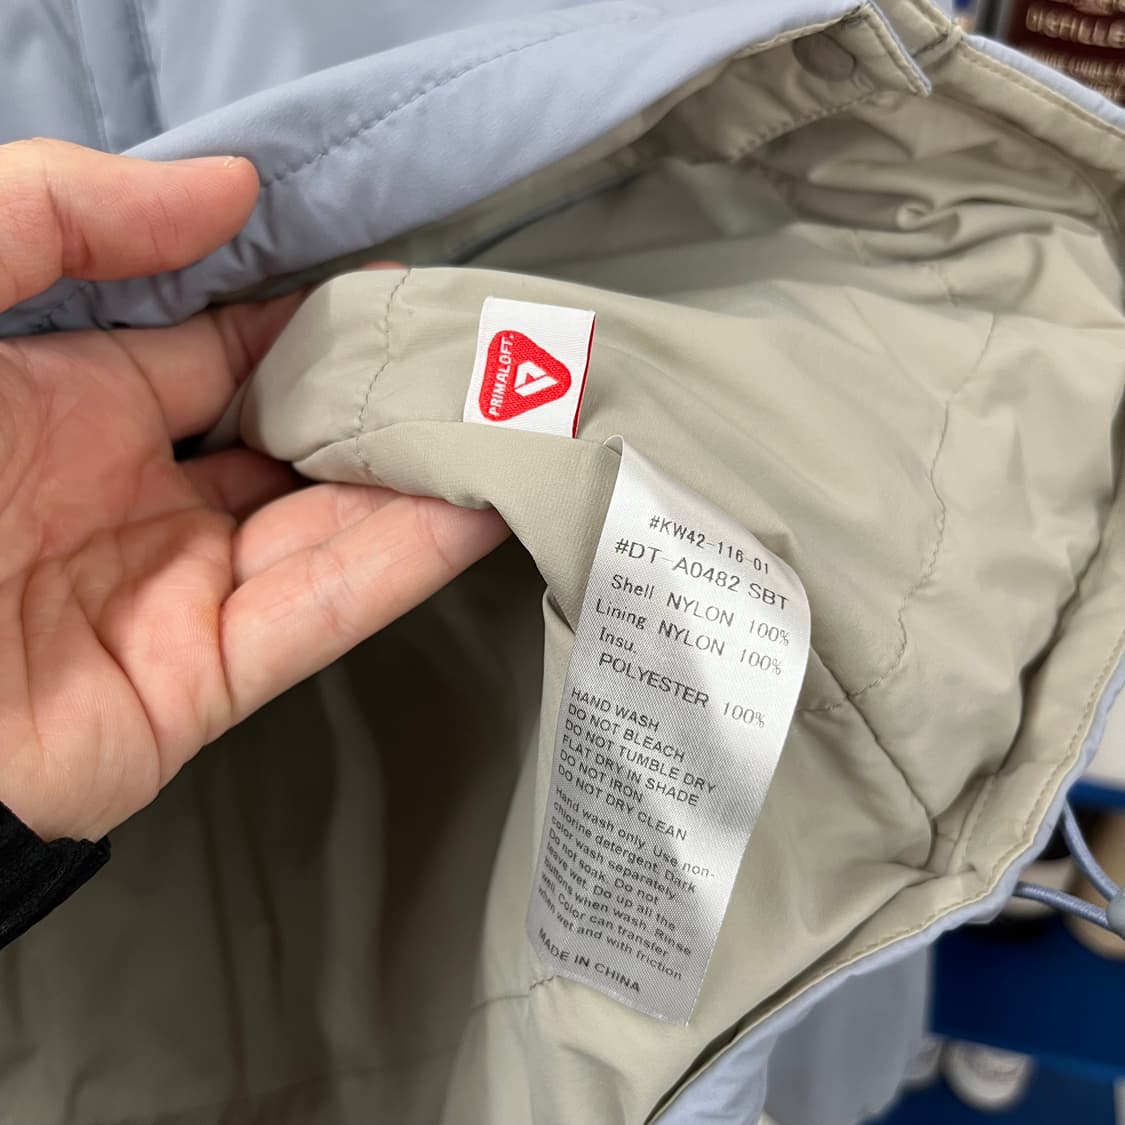 DISTILLE
PRIMALOFT
#KW42-116-01
#DT-A0482 SBT
Shell NYLON 100%
Lining NYLON 100%
Insu.
POLYESTER 100%
HAND WASH
DO NOT BLEACH
DO NOT TUMBLE DRY
FLAT DRY IN SHADE
DO NOT IRON
DO NOT DRY CLEAN
Hand wash only. Use non-
chlorine detergent. Dark
color wash separately.
Do not soak. Do not
leave wet. Do up all the
buttons when wash. Rinse
well. Color can transfer
when wet and with friction
MADE IN CHINA